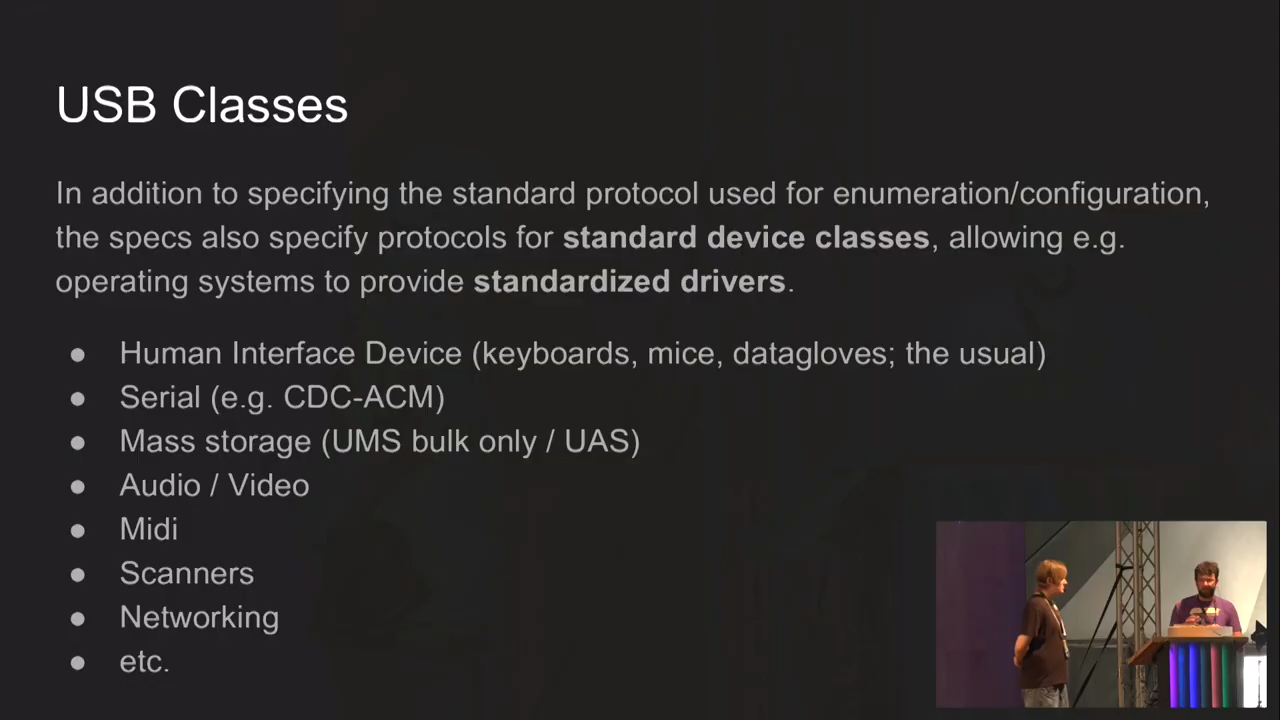 USB Classes
In addition to specifying the standard protocol used for enumeration/configuration,
the specs also specify protocols for standard device classes, allowing e.g.
operating systems to provide standardized drivers.
● Human Interface Device (keyboards, mice, datagloves; the usual)
● Serial (e.g. CDC-ACM)
● Mass storage (UMS bulk only / UAS)
● Audio / Video
● Midi
● Scanners
● Networking
● etc.